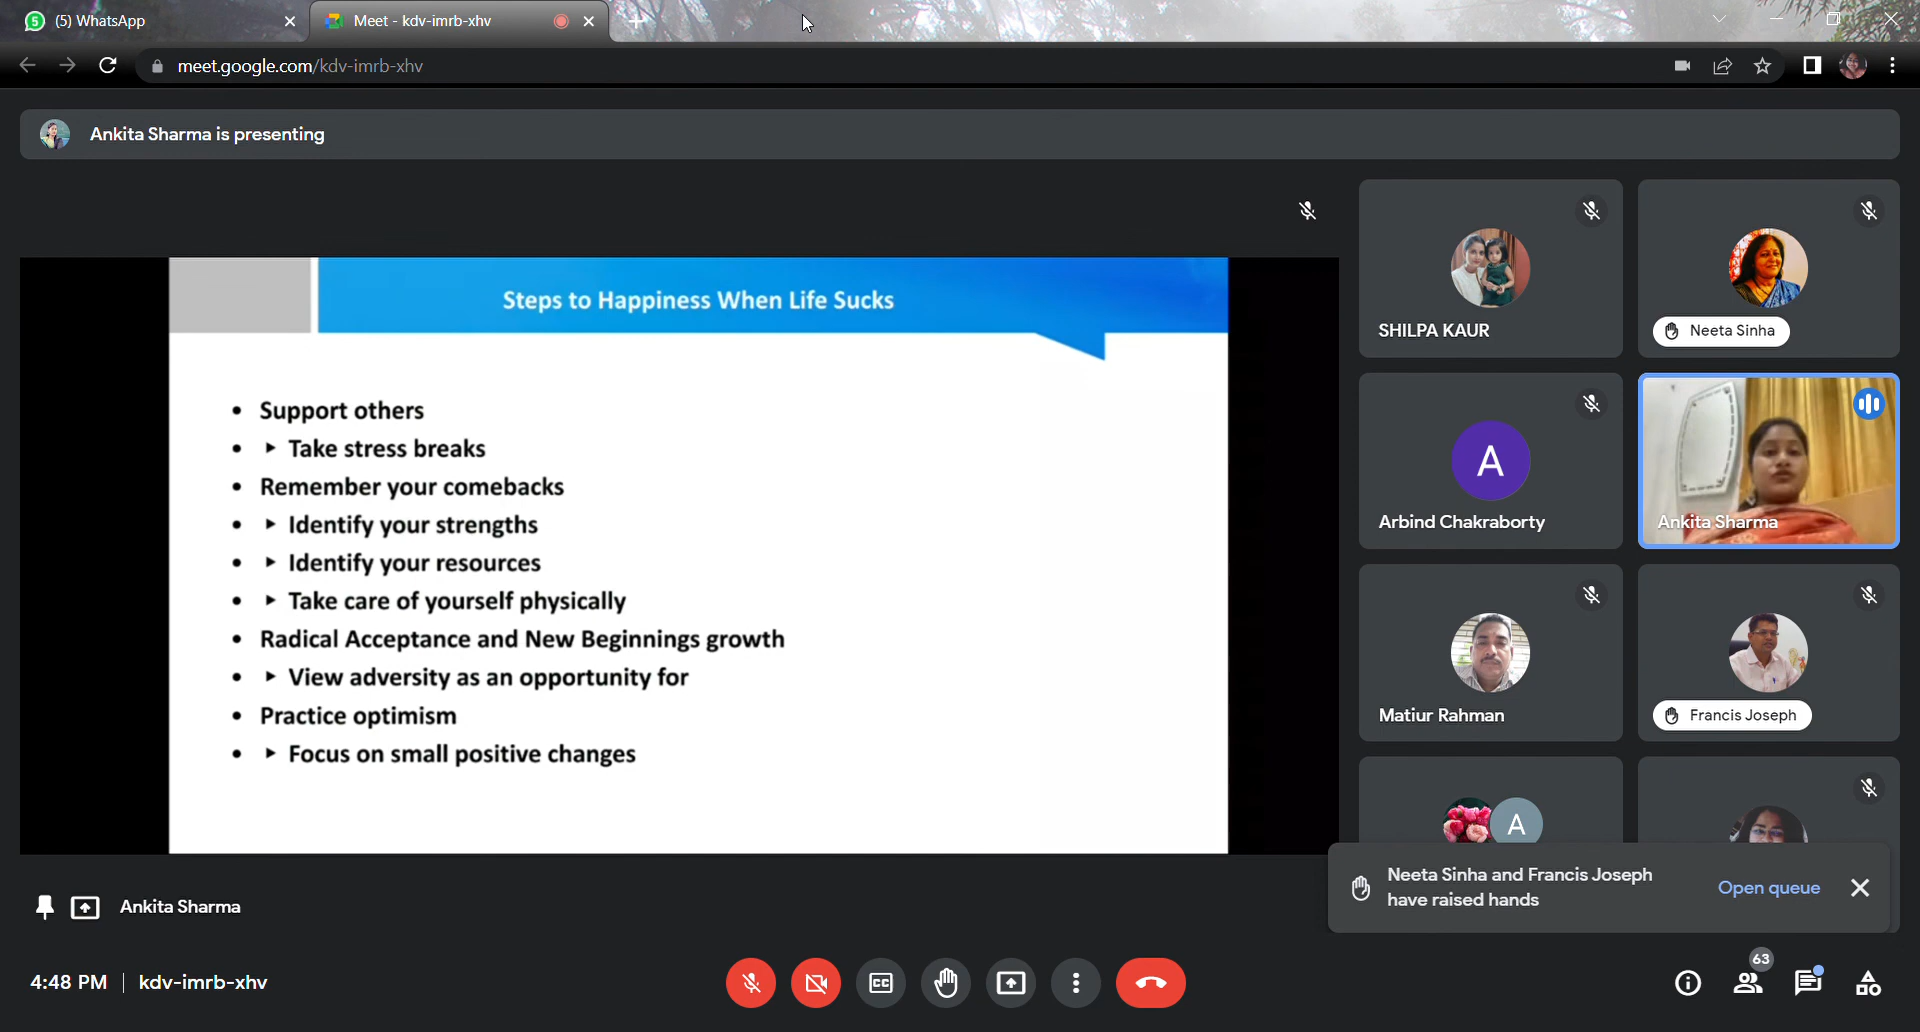 (5) WhatsApp
Meet - kdv-imrb-xhv
meet.google.com/kdv-imrb-xhv
Ankita Sharma is presenting
Steps to Happiness When Life Sucks
• Support others
• ▸ Take stress breaks
• Remember your comebacks
• ▸ Identify your strengths
• ▸ Identify your resources
• ▸ Take care of yourself physically
• Radical Acceptance and New Beginnings growth
• ▸ View adversity as an opportunity for
• Practice optimism
• ▸ Focus on small positive changes
SHILPA KAUR
Neeta Sinha
A
Arbind Chakraborty
Ankita Sharma
Matiur Rahman
Francis Joseph
A
Neeta Sinha and Francis Joseph
have raised hands
Open queue
Ankita Sharma
4:48 PM | kdv-imrb-xhv
CC
63